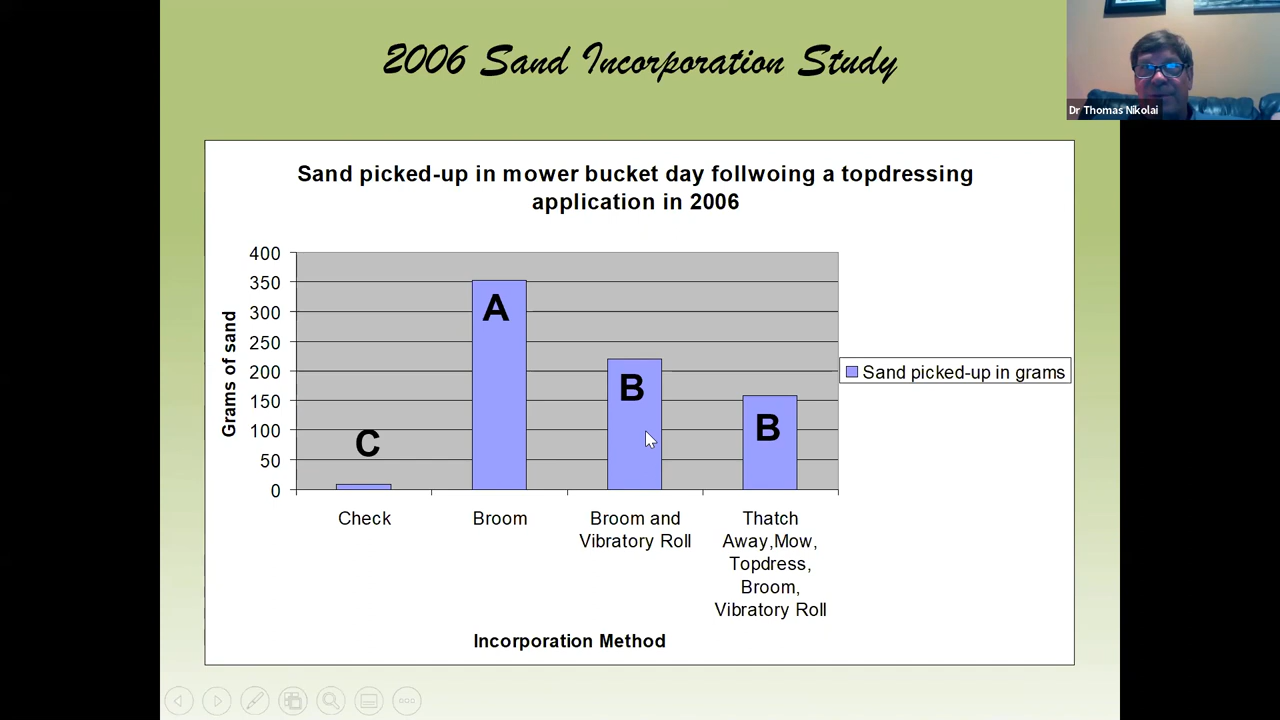 2006 Sand Incorporation Study
Dr Thomas Nikolai
Sand picked-up in mower bucket day follwoing a topdressing
application in 2006
Grams of sand
400
350
300
250
200
150
100
50
0
C
A
B
B
Sand picked-up in grams
Check
Broom
Broom and
Vibratory Roll
Thatch
Away,Mow,
Topdress,
Broom,
Vibratory Roll
Incorporation Method